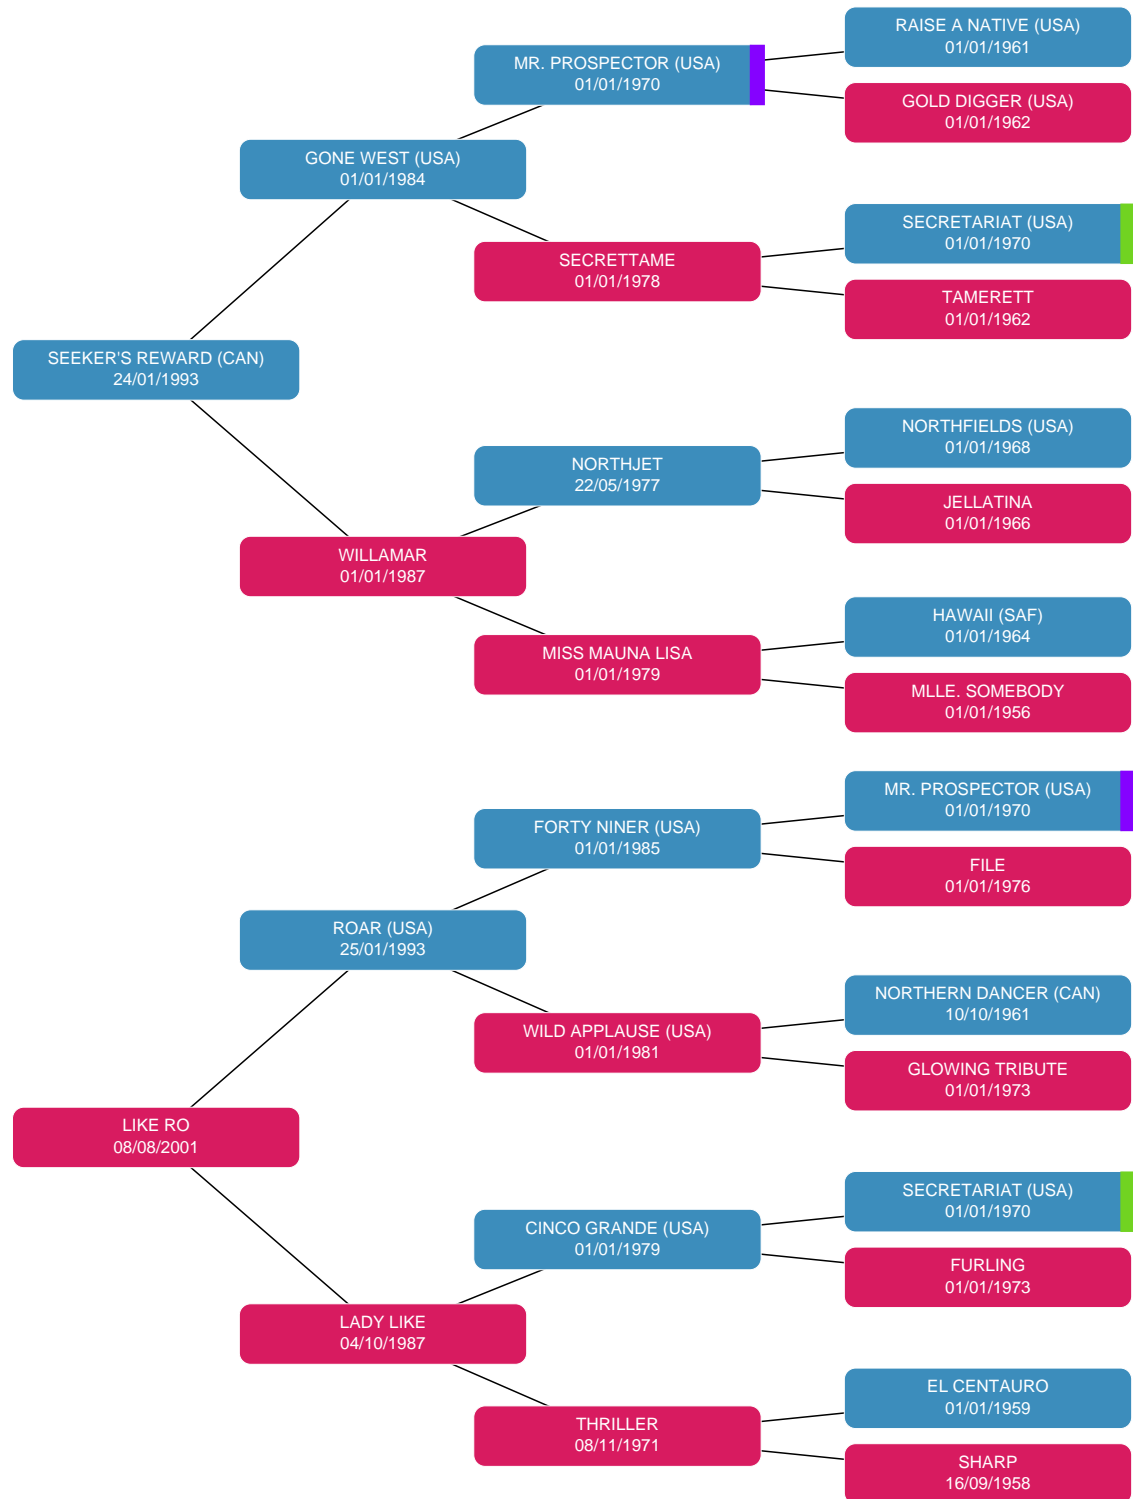 RAISE A NATIVE (USA)
01/01/1961
MR. PROSPECTOR (USA)
01/01/1970
GOLD DIGGER (USA)
01/01/1962
GONE WEST (USA)
01/01/1984
SECRETARIAT (USA)
01/01/1970
SECRETTAME
01/01/1978
TAMERETT
01/01/1962
SEEKER'S REWARD (CAN)
24/01/1993
NORTHFIELDS (USA)
01/01/1968
NORTHJET
22/05/1977
JELLATINA
01/01/1966
WILLAMAR
01/01/1987
HAWAII (SAF)
01/01/1964
MISS MAUNA LISA
01/01/1979
MLLE. SOMEBODY
01/01/1956
MR. PROSPECTOR (USA)
01/01/1970
FORTY NINER (USA)
01/01/1985
FILE
01/01/1976
ROAR (USA)
25/01/1993
NORTHERN DANCER (CAN)
10/10/1961
WILD APPLAUSE (USA)
01/01/1981
GLOWING TRIBUTE
01/01/1973
LIKE RO
08/08/2001
SECRETARIAT (USA)
01/01/1970
CINCO GRANDE (USA)
01/01/1979
FURLING
01/01/1973
LADY LIKE
04/10/1987
EL CENTAURO
01/01/1959
THRILLER
08/11/1971
SHARP
16/09/1958